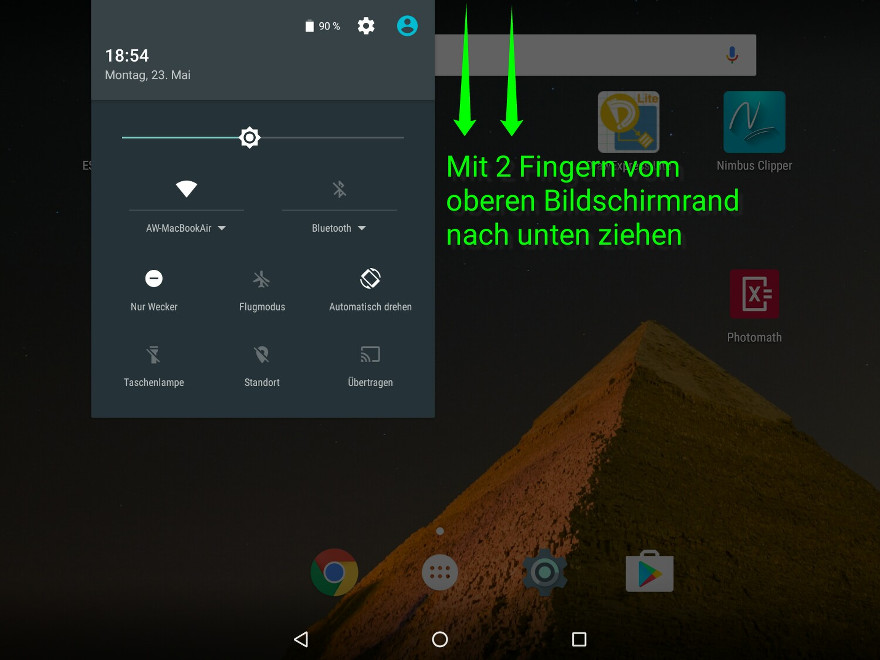 90 %
18:54
Montag, 23. Mai
Mit 2 Fingern vom
oberen Bildschirmrand
nach unten ziehen
Lite
Nimbus Clipper
AW-MacBookAir
Bluetooth
Nur Wecker
Flugmodus
Automatisch drehen
Photomath
Taschenlampe
Standort
Übertragen